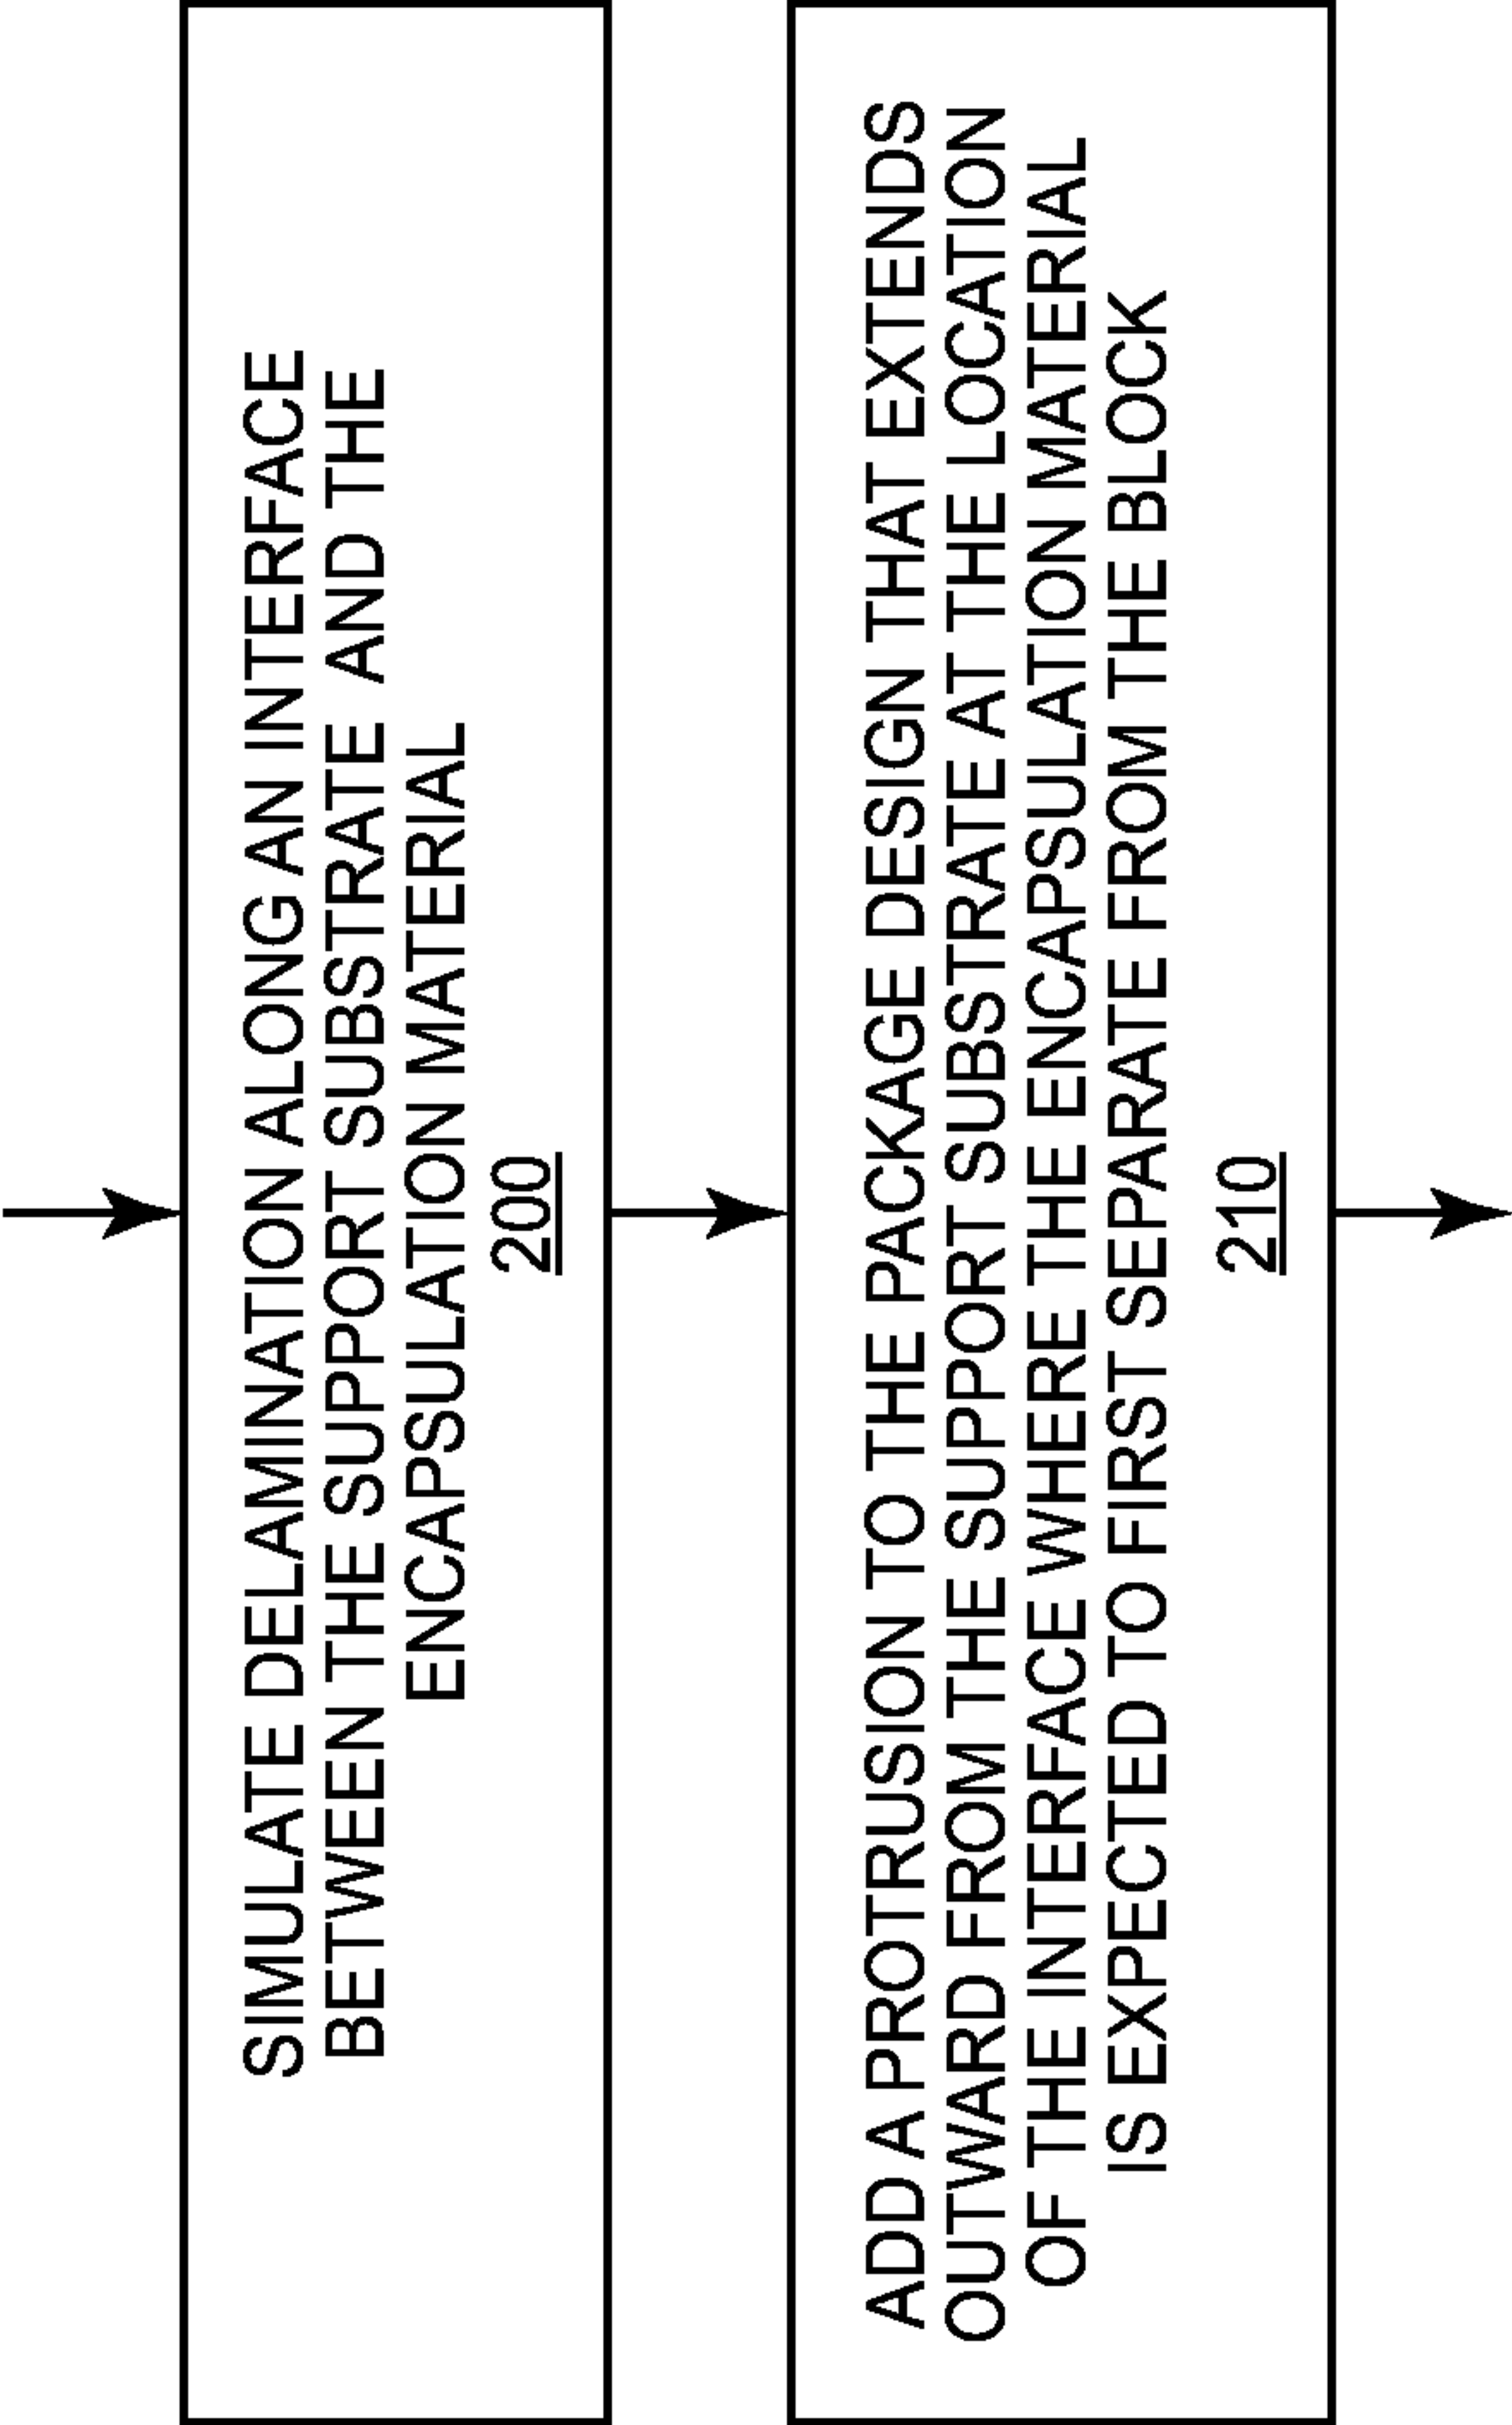 SIMULATE DELAMINATION ALONG AN INTERFACE
BETWEEN THE SUPPORT SUBSTRATE AND THE
ENCAPSULATION MATERIAL
200
ADD A PROTRUSION TO THE PACKAGE DESIGN THAT EXTENDS
OUTWARD FROM THE SUPPORT SUBSTRATE AT THE LOCATION
OF THE INTERFACE WHERE THE ENCAPSULATION MATERIAL
IS EXPECTED TO FIRST SEPARATE FROM THE BLOCK
210